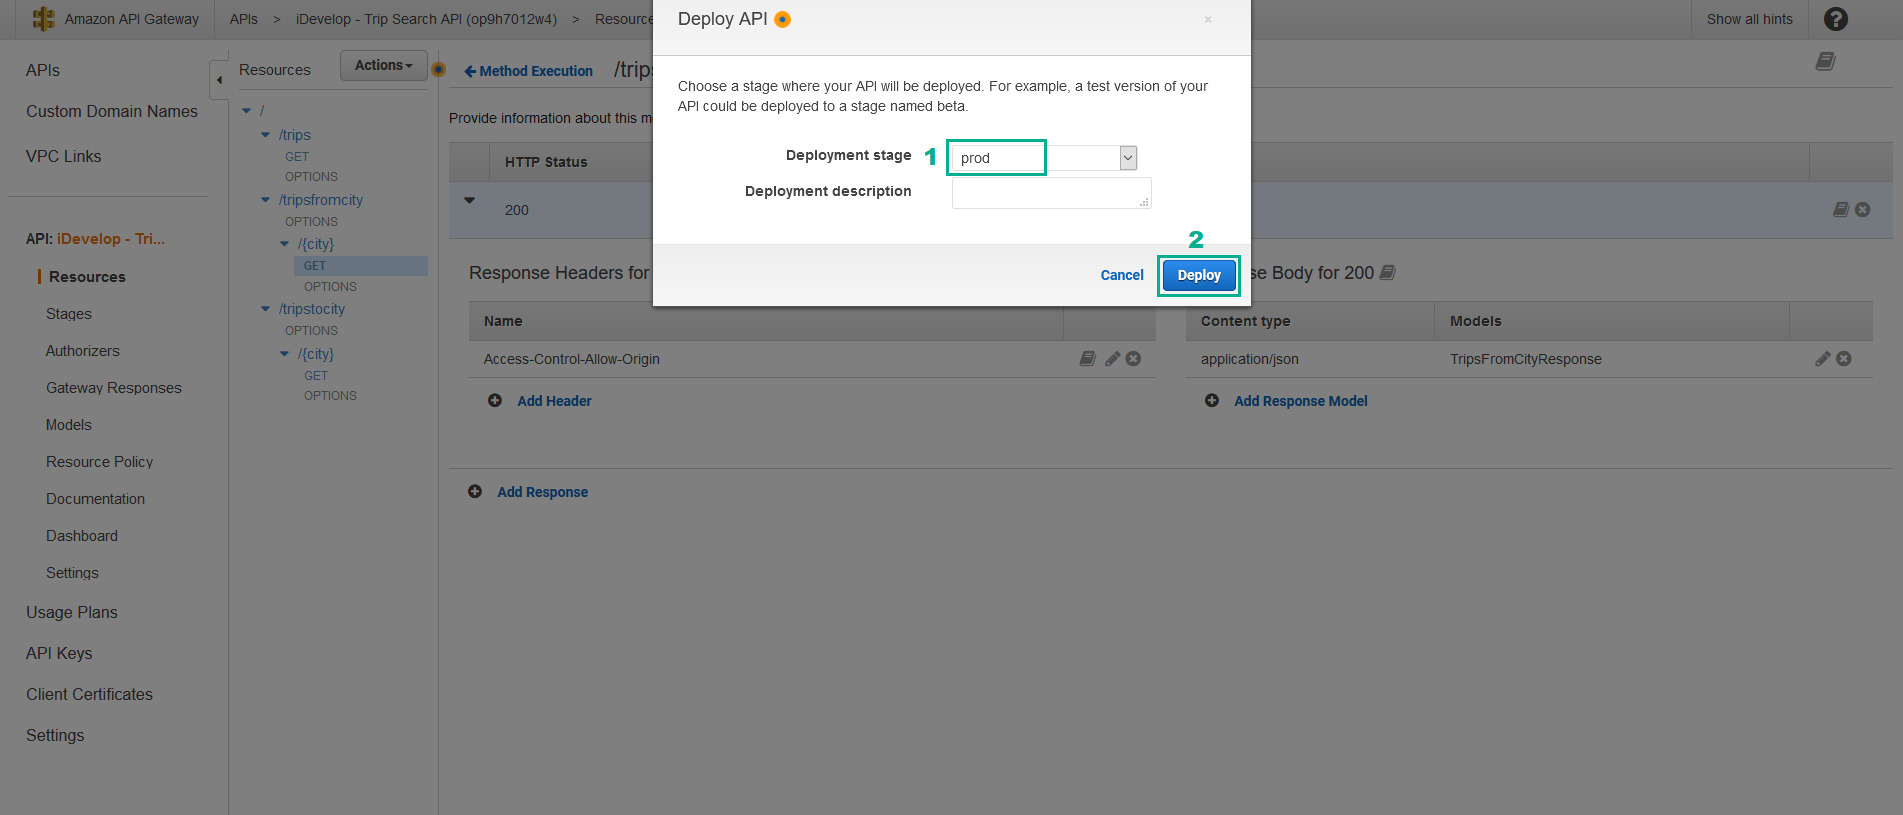 Amazon API Gateway
APIs > iDevelop - Trip Search API (op9h7012w4) > Resourc
Show all hints
?
APIs
Custom Domain Names
VPC Links
API: iDevelop - Tri...
Resources
Stages
Authorizers
Gateway Responses
Models
Resource Policy
Documentation
Dashboard
Settings
Usage Plans
API Keys
Client Certificates
Settings
Resources
Actions
/
/trips
GET
OPTIONS
/tripsfromcity
OPTIONS
/{city}
GET
OPTIONS
/tripstocity
OPTIONS
/{city}
GET
OPTIONS
Method Execution
/trips
Provide information about this m
HTTP Status
200
Response Headers for
Name
Access-Control-Allow-Origin
Add Header
se Body for 200
Content type
Models
application/json
TripsFromCityResponse
Add Response Model
Add Response
Deploy API
×
Choose a stage where your API will be deployed. For example, a test version of your
API could be deployed to a stage named beta.
Deployment stage
1
prod
Deployment description
2
Cancel
Deploy